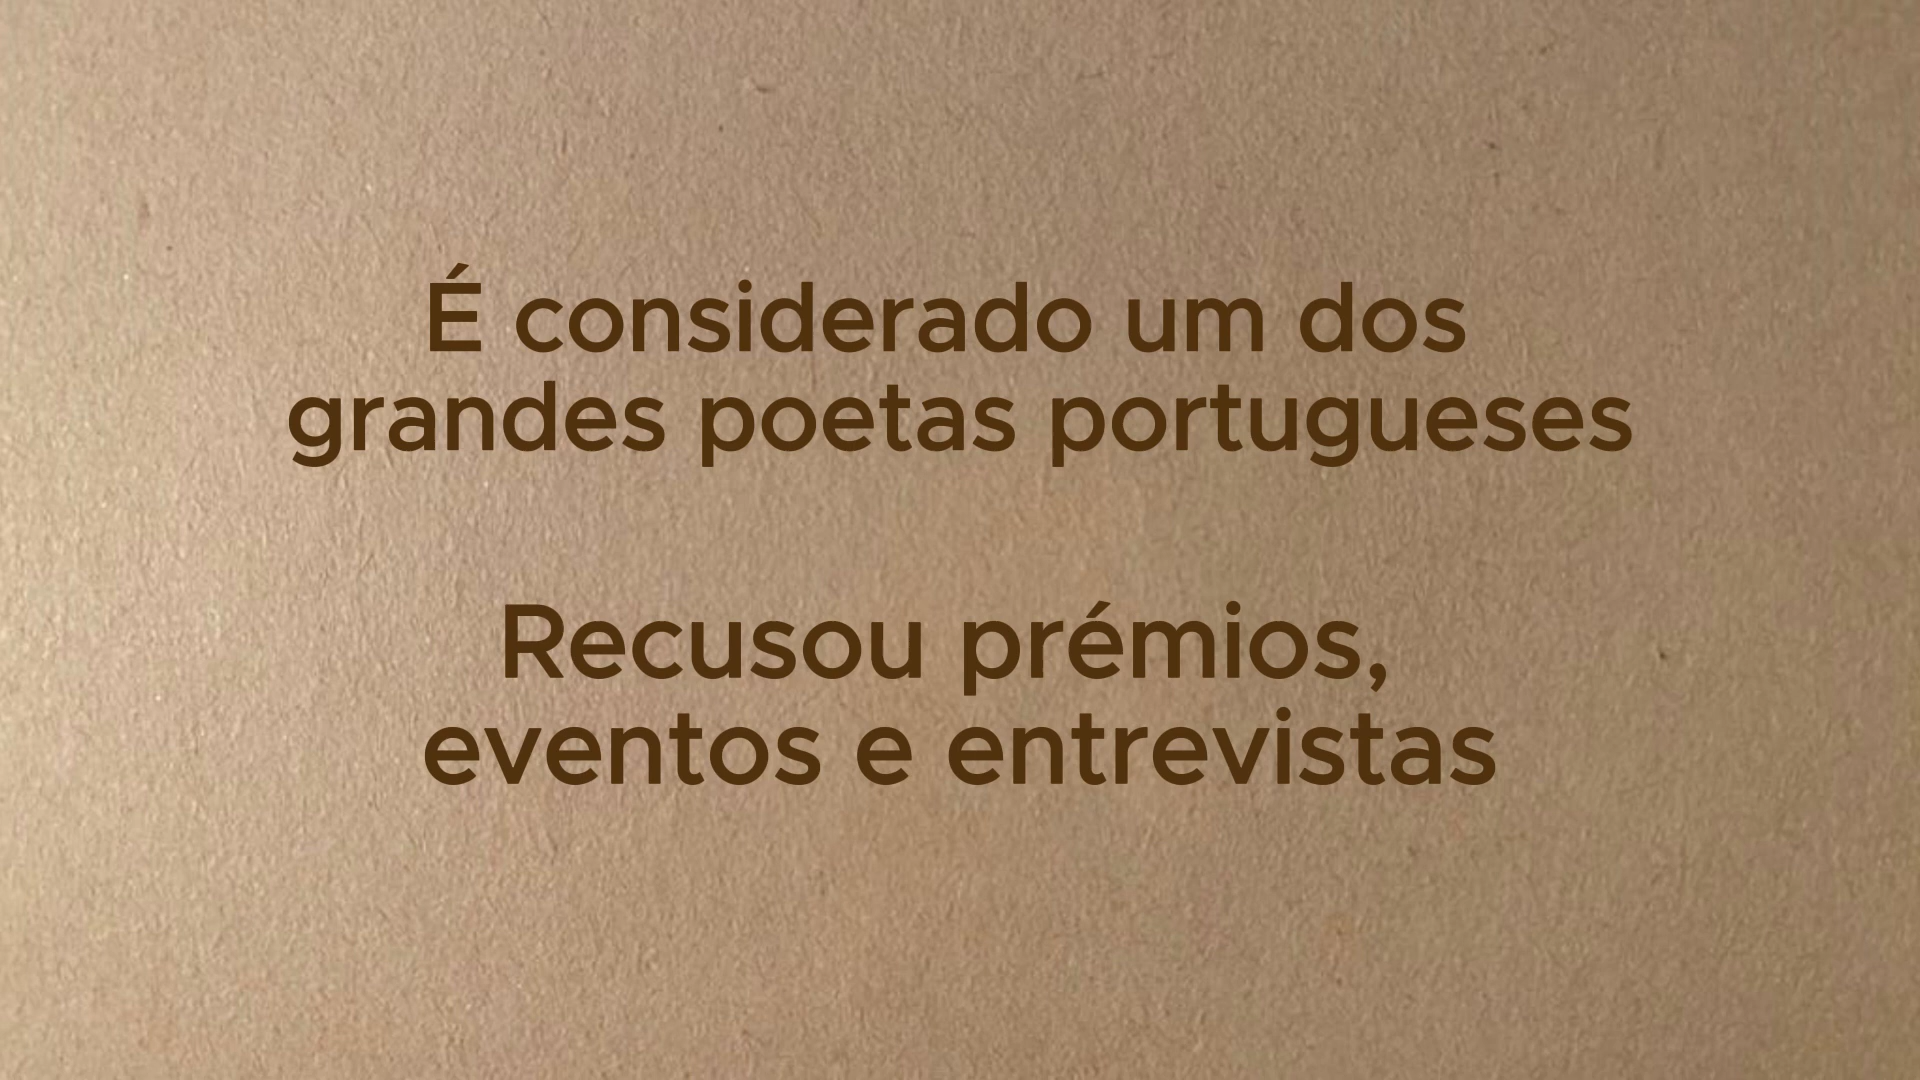 É considerado um dos
grandes poetas portugueses
Recusou prémios,
eventos e entrevistas